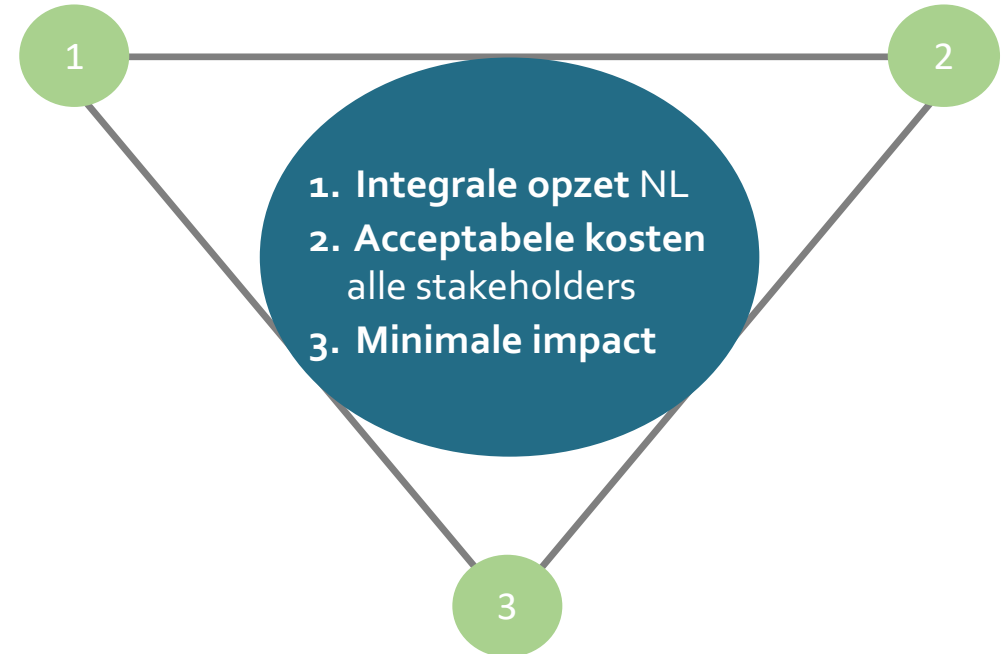 1
2
1. Integrale opzet NL
2. Acceptabele kosten
alle stakeholders
3. Minimale impact
3